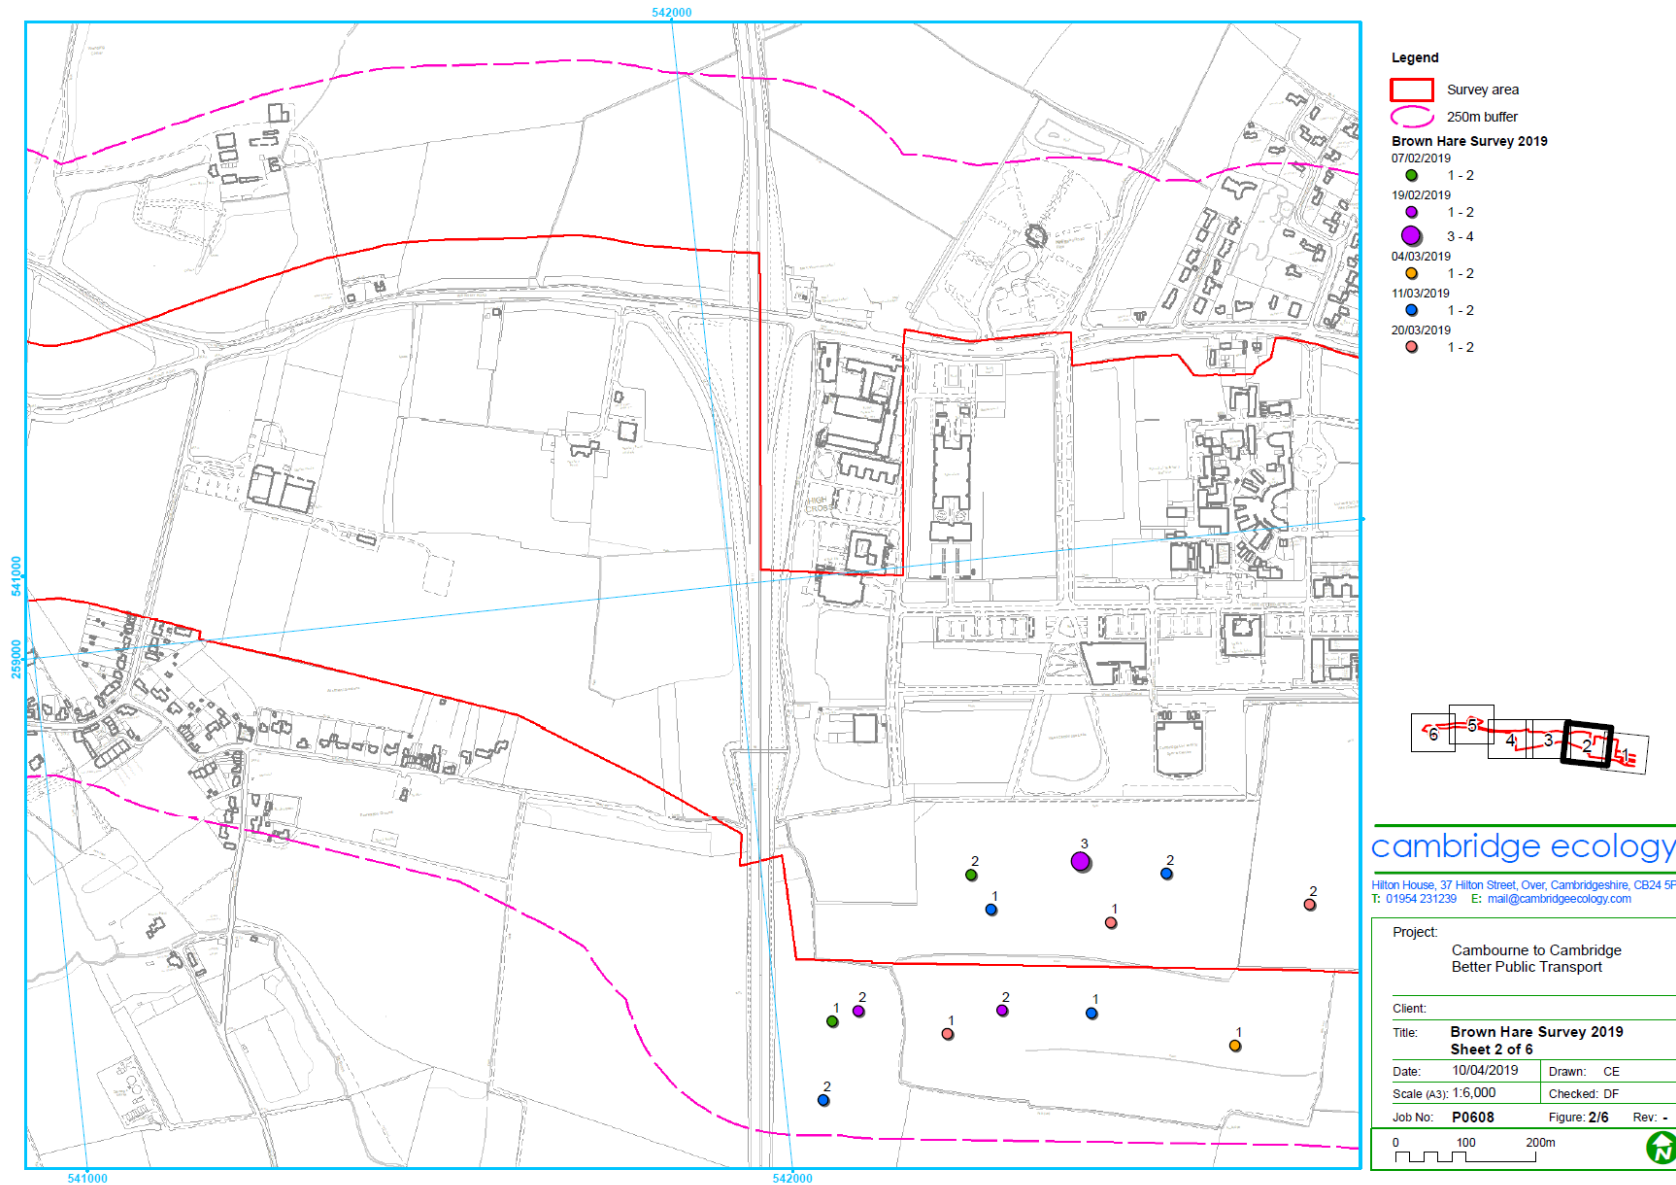 542000
Legend
Survey area
250m buffer
Brown Hare Survey 2019
07/02/2019
1 - 2
19/02/2019
1 - 2
3 - 4
04/03/2019
1 - 2
11/03/2019
1 - 2
20/03/2019
1 - 2
HIGH
CROSS
541000
259000
6
5
4
3
2
1
3
2
2
1
1
2
1
2
1
2
1
1
2
541000
542000
cambridge ecology
Hilton House, 37 Hilton Street, Over, Cambridgeshire, CB24 5P
T: 01954 231239 E: mail@cambridgeecology.com
Project:
Cambourne to Cambridge
Better Public Transport
Client:
Title: Brown Hare Survey 2019
Sheet 2 of 6
Date: 10/04/2019 Drawn: CE
Scale (A3): 1:6,000 Checked: DF
Job No: P0608 Figure: 2/6 Rev: -
0 100 200m
N